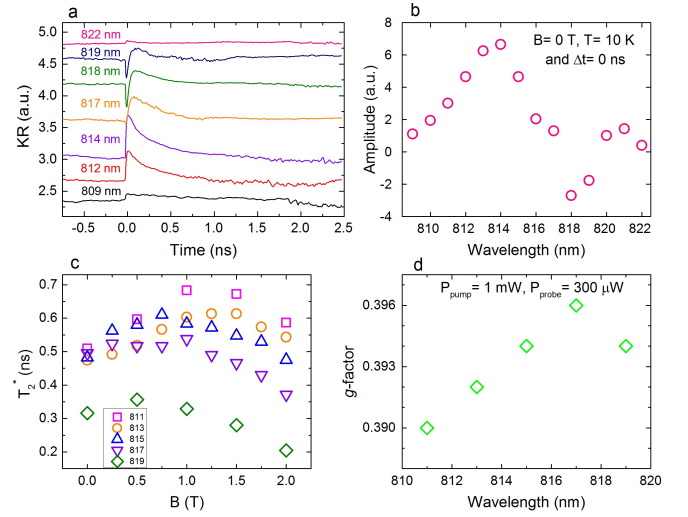 a
822 nm
819 nm
818 nm
817 nm
814 nm
812 nm
809 nm
KR (a.u.)
4.5
4.0
3.5
3.0
2.5
-0.5 0.0 0.5 1.0 1.5 2.0 2.5
Time (ns)
b
B= 0 T, T= 10 K
and Δt= 0 ns
Amplitude (a.u.)
8
6
4
2
0
-2
-4
810 812 814 816 818 820 822
Wavelength (nm)
c
T2* (ns)
0.7
0.6
0.5
0.4
0.3
0.2
811
813
815
817
819
0.0 0.5 1.0 1.5 2.0
B (T)
d
Ppump= 1 mW, Pprobe= 300 μW
g-factor
0.396
0.393
0.390
810 812 814 816 818 820
Wavelength (nm)